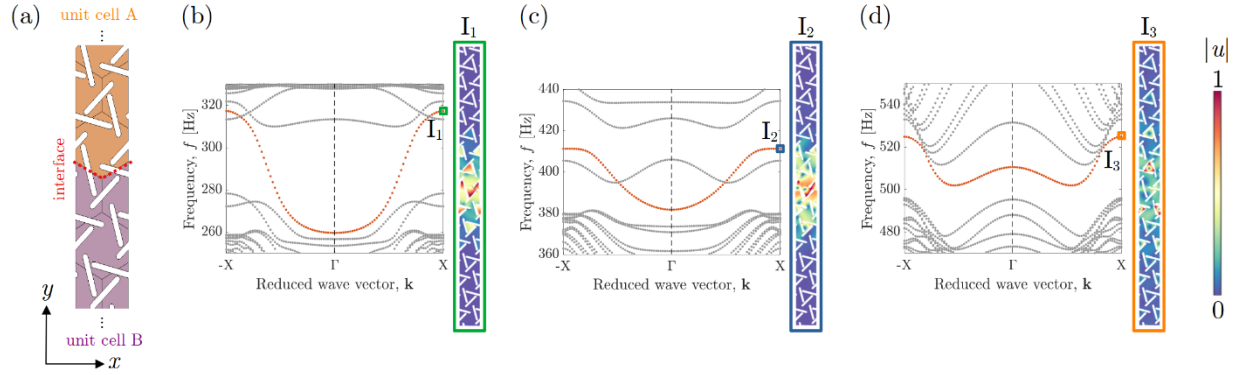 (a)
unit cell A
⋮
interface
y
⋮
unit cell B
x
(b)
I₁
Frequency, f [Hz]
320
300
280
260
I₁
-X
Γ
X
Reduced wave vector, k
(c)
I₂
Frequency, f [Hz]
440
420
400
380
360
I₂
-X
Γ
X
Reduced wave vector, k
(d)
I₃
Frequency, f [Hz]
540
520
500
480
I₃
-X
Γ
X
Reduced wave vector, k
|u|
1
0